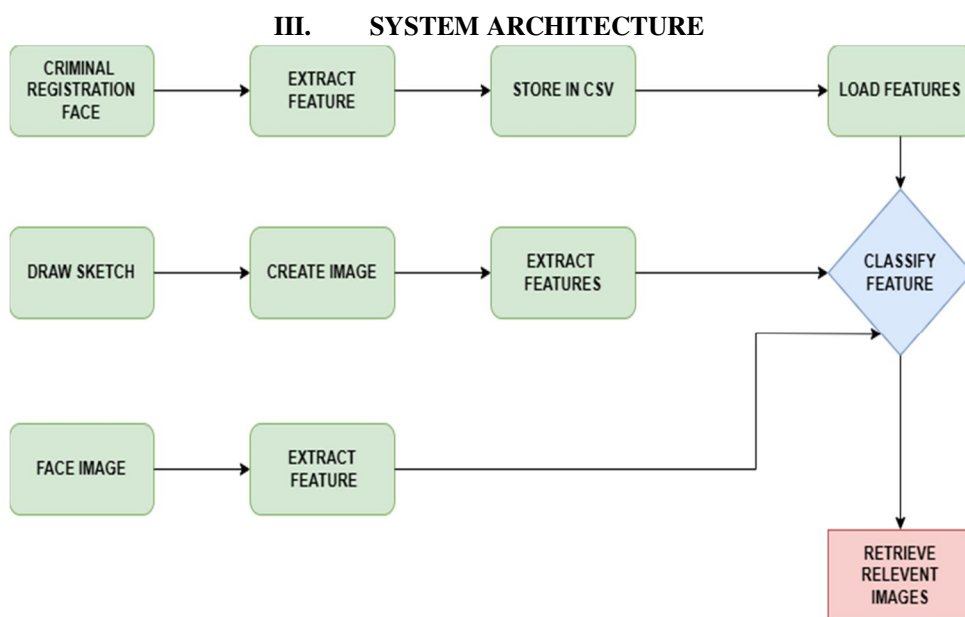 III. SYSTEM ARCHITECTURE
CRIMINAL
REGISTRATION
FACE
EXTRACT
FEATURE
STORE IN CSV
LOAD FEATURES
DRAW SKETCH
CREATE IMAGE
EXTRACT
FEATURES
CLASSIFY
FEATURE
FACE IMAGE
EXTRACT
FEATURE
RETRIEVE
RELEVENT
IMAGES